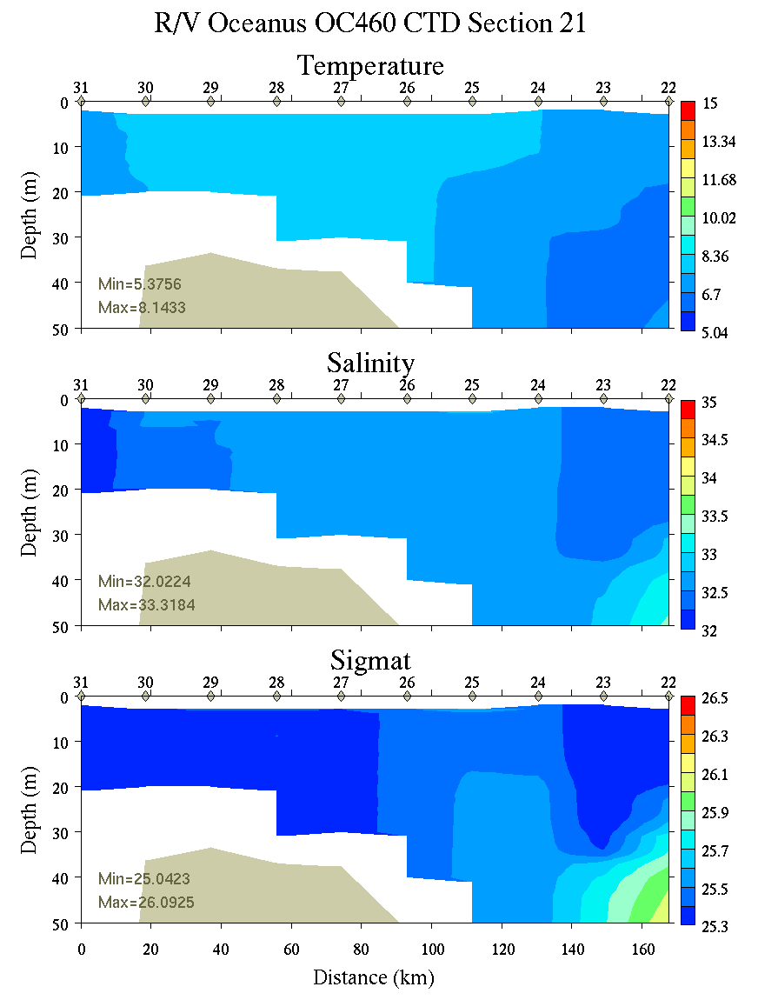 R/V Oceanus OC460 CTD Section 21
Temperature
31 30 29 28 27 26 25 24 23 22
0
10
20
30
40
50
Depth (m)
Min=5.3756
Max=8.1433
15
13.34
11.68
10.02
8.36
6.7
5.04
Salinity
31 30 29 28 27 26 25 24 23 22
0
10
20
30
40
50
Depth (m)
Min=32.0224
Max=33.3184
35
34.5
34
33.5
33
32.5
32
Sigmat
31 30 29 28 27 26 25 24 23 22
0
10
20
30
40
50
Depth (m)
Min=25.0423
Max=26.0925
26.5
26.3
26.1
25.9
25.7
25.5
25.3
0 20 40 60 80 100 120 140 160
Distance (km)